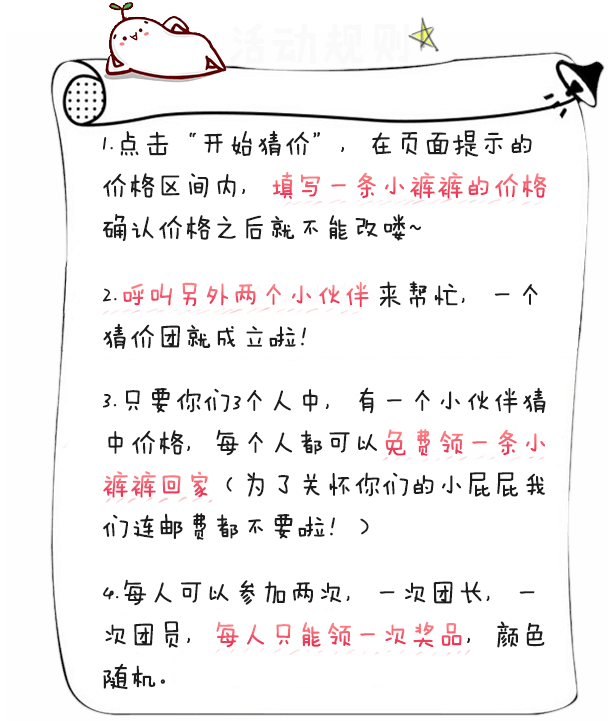 活动规则
1.点击“开始猜价”,在页面提示的
价格区间内,填写一条小裤裤的价格
确认价格之后就不能改喽~
2.呼叫另外两个小伙伴来帮忙,一个
猜价团就成立啦!
3.只要你们3个人中,有一个小伙伴猜
中价格,每个人都可以免费领一条小
裤裤回家(为了关怀你们的小屁屁我
们连邮费都不要啦!)
4.每人可以参加两次,一次团长,一
次团员,每人只能领一次奖品,颜色
随机。